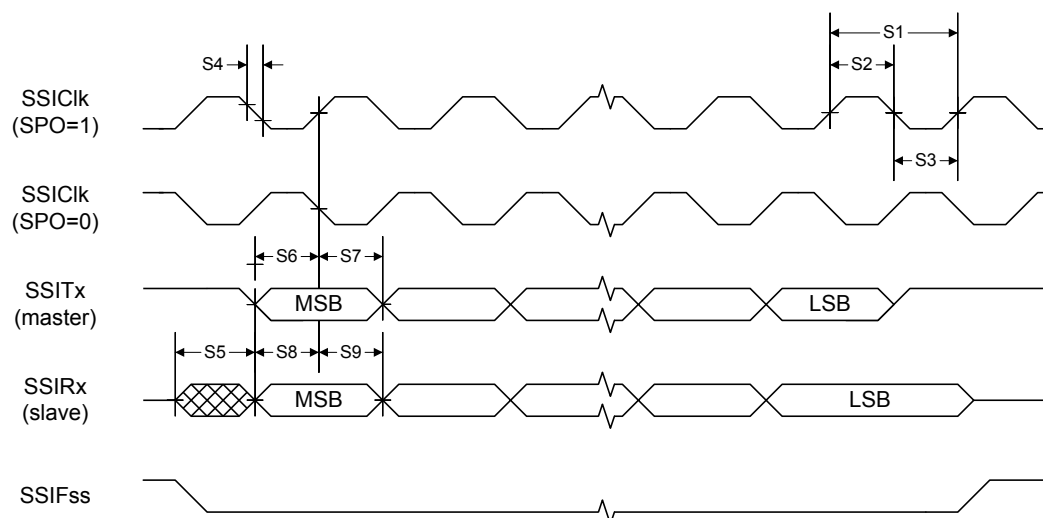 S1
S2
S4
SSIClk
(SPO=1)
S3
SSIClk
(SPO=0)
S6
S7
SSITx
(master)
MSB
LSB
S5
S8
S9
SSIRx
(slave)
MSB
LSB
SSIFss